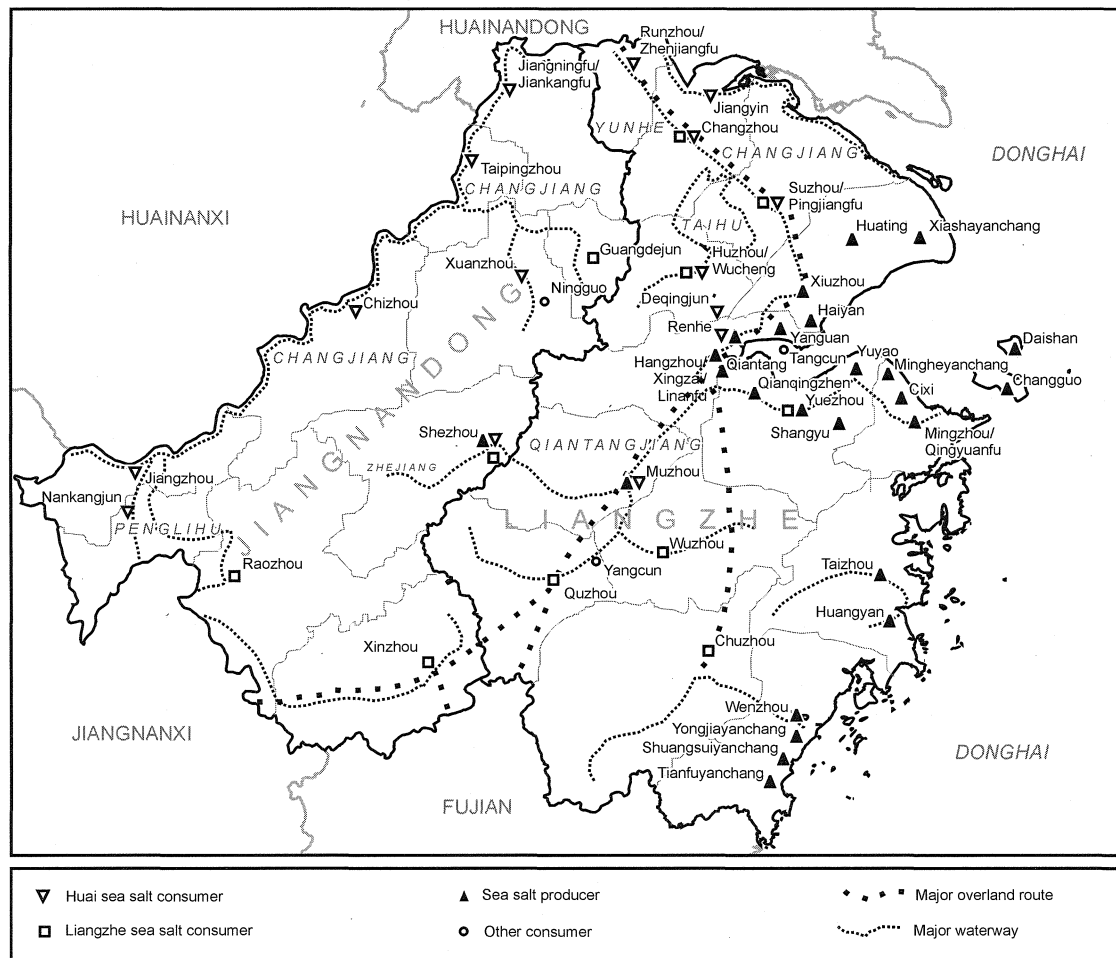 HUAINANDONG
Runzhou/
Zhenjiangfu
Jiangningfu/
Jiankangfu
Jiangyin
YUNHE
Changzhou
CHANGJIANG
DONGHAI
Taipingzhou
CHANGJIANG
Suzhou/
Pingjiangfu
HUAINANXI
TAIHU
Huating
Xiashayanchang
Guangdejun
Huzhou/
Wucheng
Xuanzhou
Ningguo
Deqingjun
Xiuzhou
Chizhou
Haiyan
Renhe
Yanguan
Daishan
CHANGJIANG
Hangzhou/
Xingzai/
Linanfu
Qiantang
Tangcun
Yuyao
Mingheyanchang
Qianqingzhen
Changguo
Yuezhou
Cixi
JIANGNANDONG
Shangyu
Mingzhou/
Qingyuanfu
Shezhou
QIANTANGJIANG
ZHEJIANG
Jiangzhou
Muzhou
Nankangjun
PENGLIHU
LIANGZHE
Wuzhou
Raozhou
Yangcun
Taizhou
Quzhou
Huangyan
Xinzhou
Chuzhou
Wenzhou
JIANGNANXI
Yongjiayanchang
Shuangsuiyanchang
DONGHAI
Tianfuyanchang
FUJIAN
Huai sea salt consumer
Sea salt producer
Major overland route
Liangzhe sea salt consumer
Other consumer
Major waterway